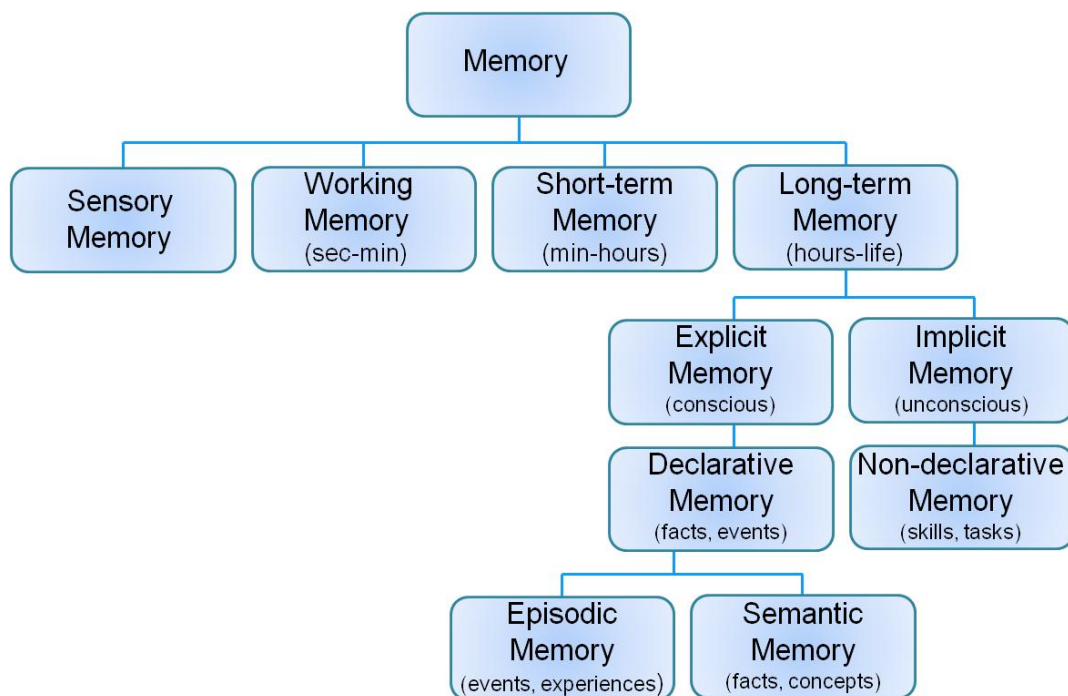 Memory
Sensory
Memory
Working
Memory
(sec-min)
Short-term
Memory
(min-hours)
Long-term
Memory
(hours-life)
Explicit
Memory
(conscious)
Implicit
Memory
(unconscious)
Declarative
Memory
(facts, events)
Non-declarative
Memory
(skills, tasks)
Episodic
Memory
(events, experiences)
Semantic
Memory
(facts, concepts)